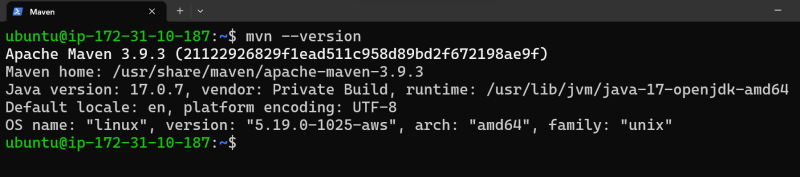 Maven
ubuntu@ip-172-31-10-187:~$ mvn --version
Apache Maven 3.9.3 (21122926829f1ead511c958d89bd2f672198ae9f)
Maven home: /usr/share/maven/apache-maven-3.9.3
Java version: 17.0.7, vendor: Private Build, runtime: /usr/lib/jvm/java-17-openjdk-amd64
Default locale: en, platform encoding: UTF-8
OS name: "linux", version: "5.19.0-1025-aws", arch: "amd64", family: "unix"
ubuntu@ip-172-31-10-187:~$